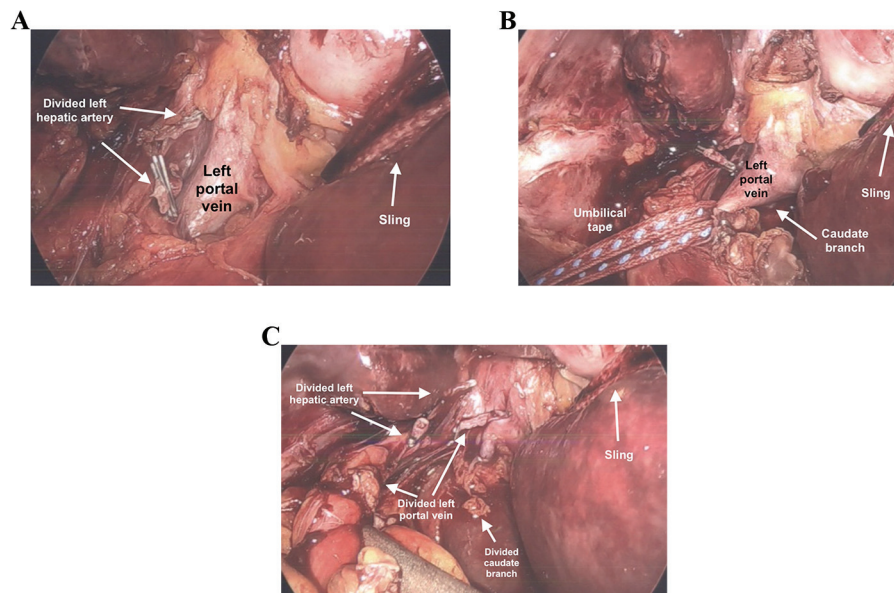 A
Divided left
hepatic artery
Left
portal
vein
Sling
B
Left
portal
vein
Sling
Umbilical
tape
Caudate
branch
C
Divided left
hepatic artery
Sling
Divided left
portal vein
Divided
caudate
branch